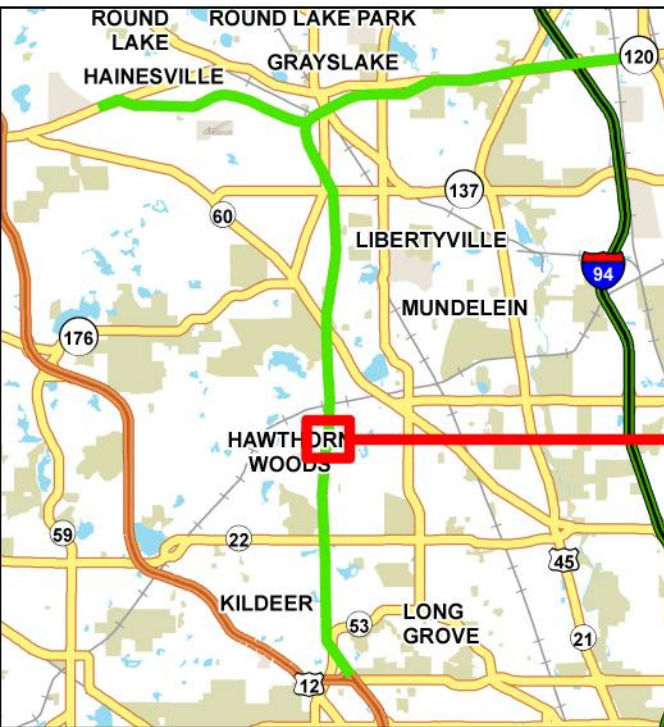 ROUND
LAKE
ROUND LAKE PARK
GRAYSLAKE
HAINESVILLE
120
137
60
LIBERTYVILLE
94
MUNDELEIN
176
HAWTHORN
WOODS
59
22
45
KILDEER
53
LONG
GROVE
21
12